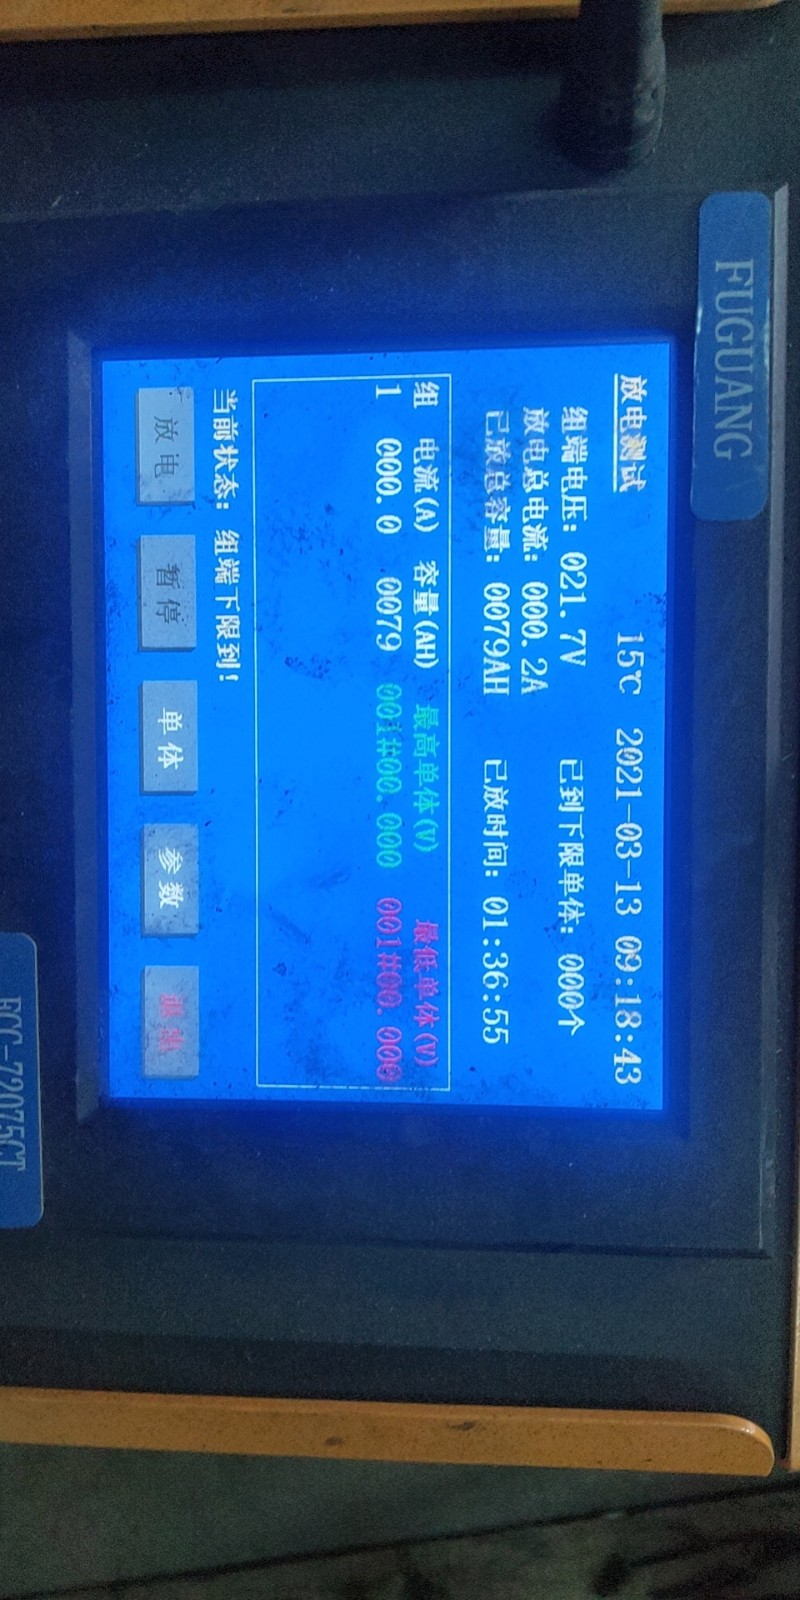 FUGUANG
放电测试 15℃ 2021-03-13 09:18:43
组端电压: 021.7V 已到下限单体: 000个
放电总电流: 000.2A
已放总容量: 0079AH 已放时间: 01:36:55
组 电流(A) 容量(AH) 最高单体(V) 最低单体(V)
1 000.0 0079 001#00.000 001#00.000
当前状态: 组端下限到!
放电 暂停 单体 参数 退出